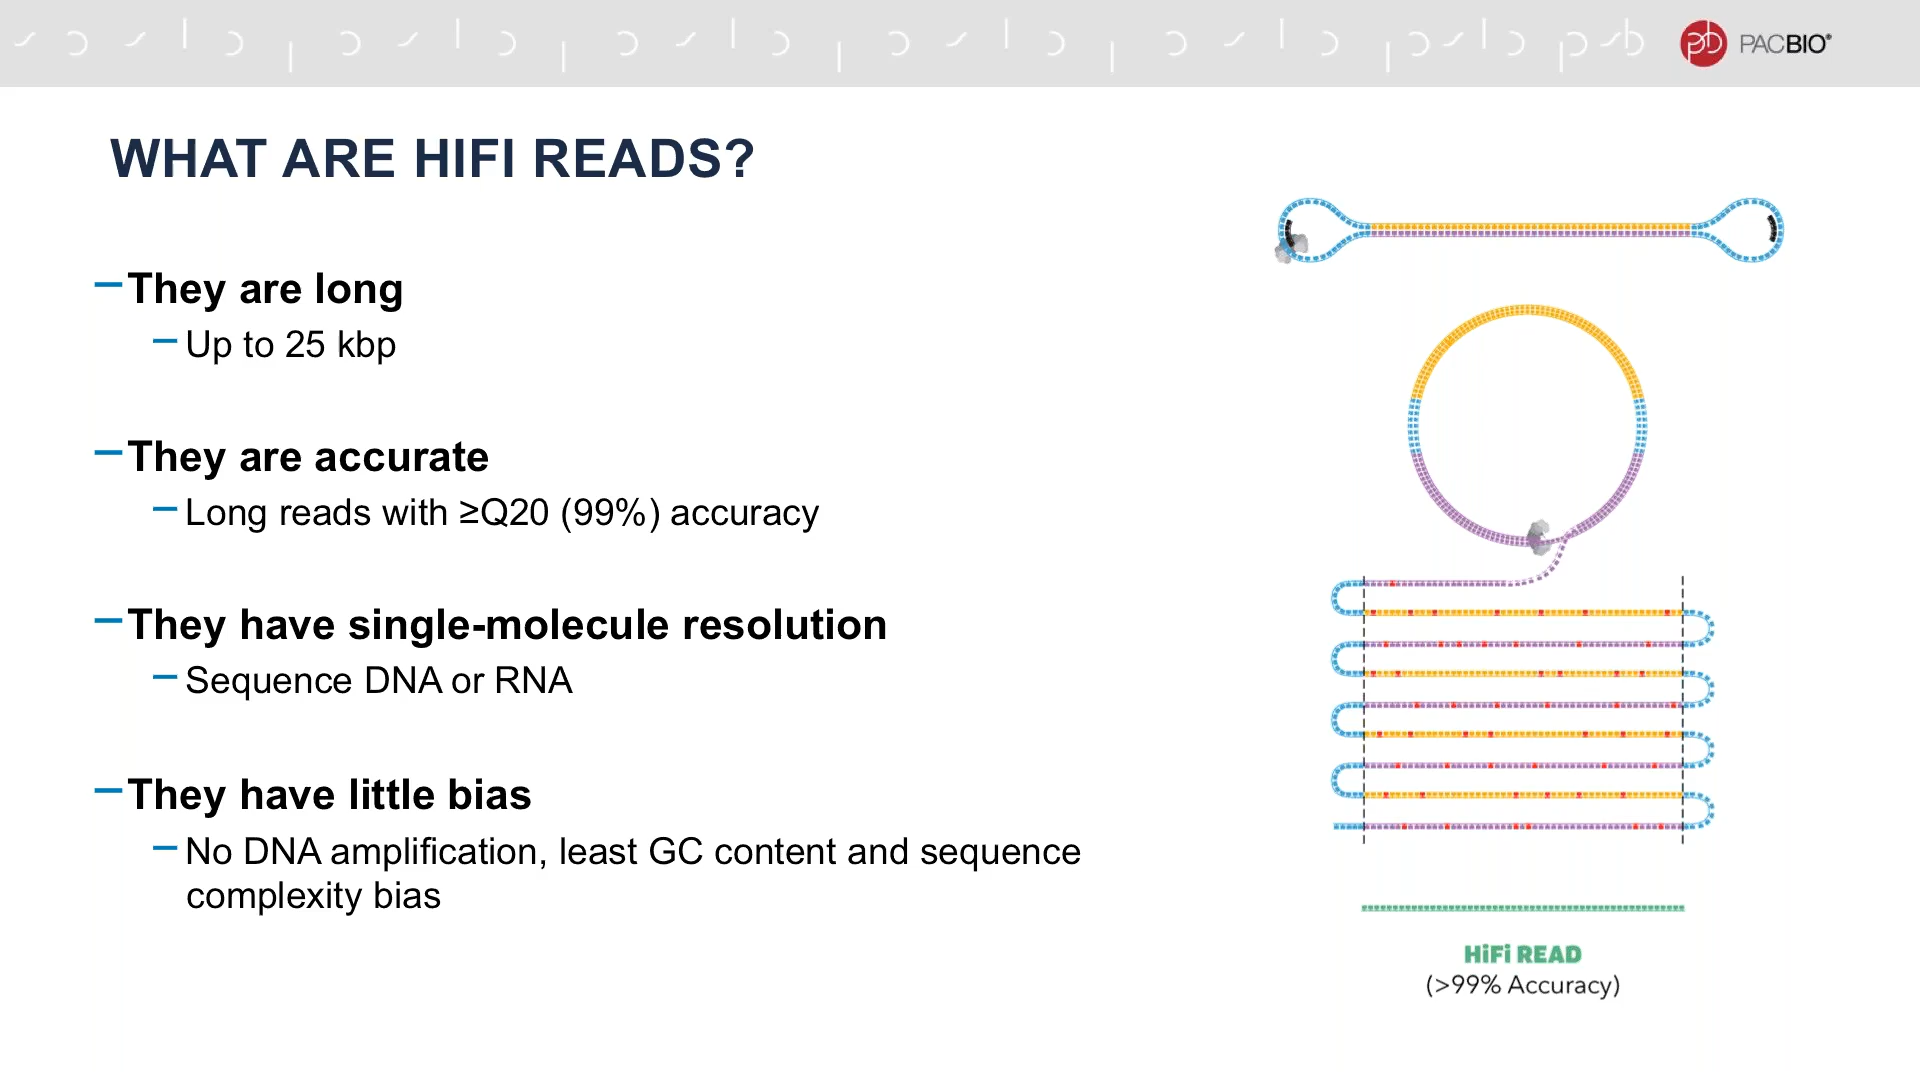 PACBIO®
WHAT ARE HIFI READS?
–They are long
– Up to 25 kbp
–They are accurate
– Long reads with ≥Q20 (99%) accuracy
–They have single-molecule resolution
– Sequence DNA or RNA
–They have little bias
– No DNA amplification, least GC content and sequence
complexity bias
HiFi READ
(>99% Accuracy)